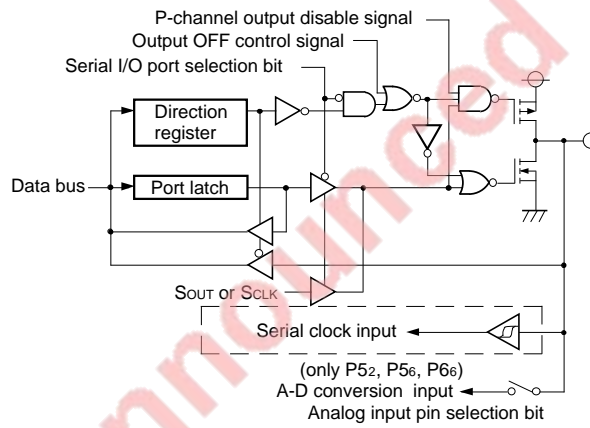 P-channel output disable signal
Output OFF control signal
Serial I/O port selection bit
Direction
register
Data bus
Port latch
SOUT or SCLK
Serial clock input
(only P52, P56, P66)
A-D conversion input
Analog input pin selection bit
nnounced